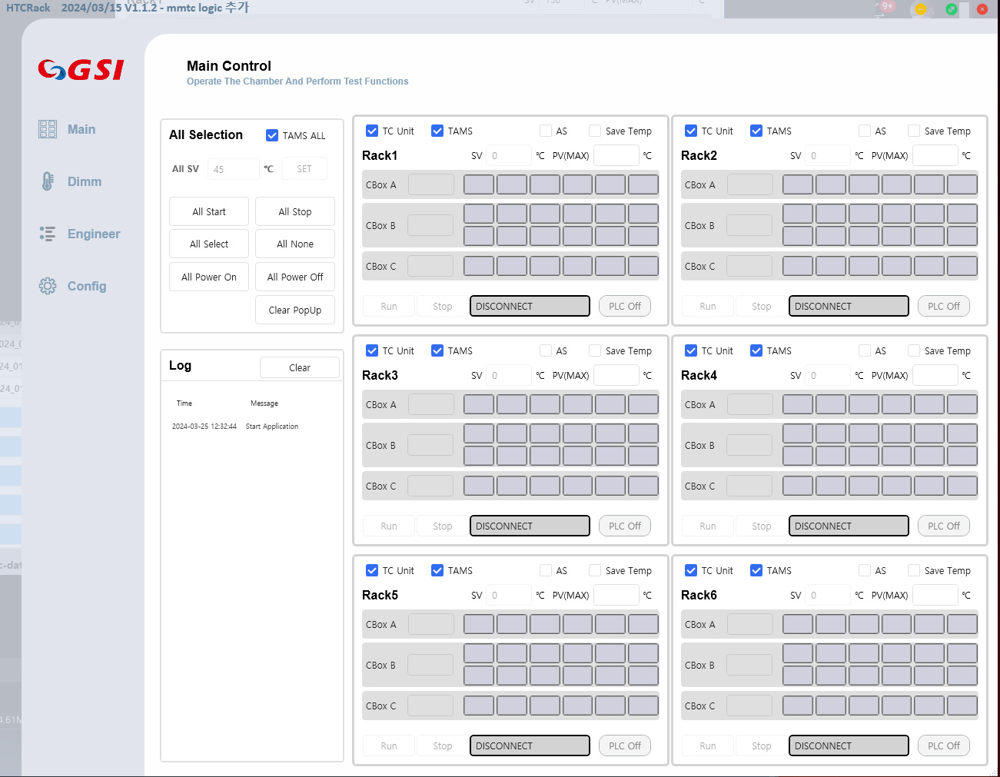 HTCRack 2024/03/15 V1.1.2 - mmtc logic 추가
9+
GSI
Main
Dimm
Engineer
Config
Main Control
Operate The Chamber And Perform Test Functions
All Selection TAMS ALL
All SV 45 ℃ SET
All Start All Stop
All Select All None
All Power On All Power Off
Clear PopUp
Log Clear
Time Message
2024-03-25 12:32:44 Start Application
TC Unit TAMS AS Save Temp
Rack1 SV 0 ℃ PV(MAX) ℃
CBox A
CBox B
CBox C
Run Stop DISCONNECT PLC Off
TC Unit TAMS AS Save Temp
Rack2 SV 0 ℃ PV(MAX) ℃
CBox A
CBox B
CBox C
Run Stop DISCONNECT PLC Off
TC Unit TAMS AS Save Temp
Rack3 SV 0 ℃ PV(MAX) ℃
CBox A
CBox B
CBox C
Run Stop DISCONNECT PLC Off
TC Unit TAMS AS Save Temp
Rack4 SV 0 ℃ PV(MAX) ℃
CBox A
CBox B
CBox C
Run Stop DISCONNECT PLC Off
TC Unit TAMS AS Save Temp
Rack5 SV 0 ℃ PV(MAX) ℃
CBox A
CBox B
CBox C
Run Stop DISCONNECT PLC Off
TC Unit TAMS AS Save Temp
Rack6 SV 0 ℃ PV(MAX) ℃
CBox A
CBox B
CBox C
Run Stop DISCONNECT PLC Off